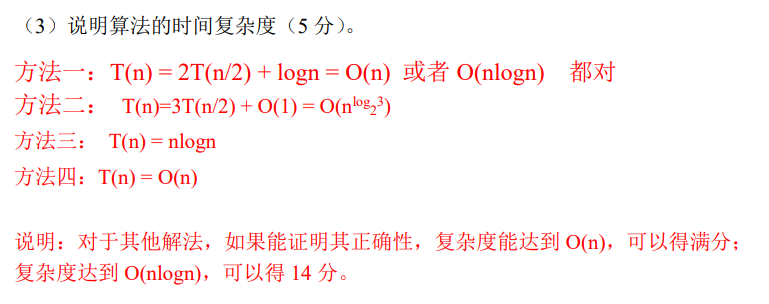 （3）说明算法的时间复杂度（5 分）。
方法一：T(n) = 2T(n/2) + logn = O(n) 或者 O(nlogn) 都对
方法二： T(n)=3T(n/2) + O(1) = O(n^log₂3)
方法三： T(n) = nlogn
方法四：T(n) = O(n)
说明：对于其他解法，如果能证明其正确性，复杂度能达到 O(n)，可以得满分；
复杂度达到 O(nlogn)，可以得 14 分。